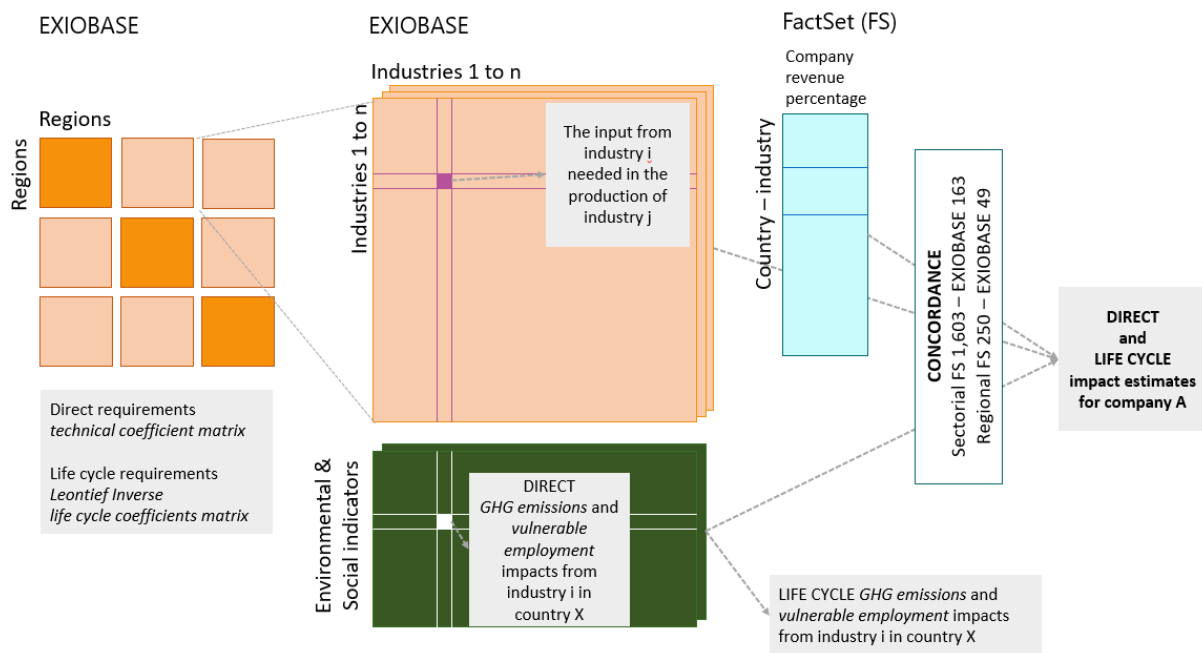 EXIOBASE
Regions
Regions
Direct requirements
technical coefficient matrix
Life cycle requirements
Leontief Inverse
life cycle coefficients matrix
EXIOBASE
Industries 1 to n
Industries 1 to n
The input from
industry i
needed in the
production of
industry j
Environmental &
Social indicators
DIRECT
GHG emissions and
vulnerable
employment
impacts from
industry i in
country X
FactSet (FS)
Company
revenue
percentage
Country – industry
CONCORDANCE
Sectorial FS 1,603 – EXIOBASE 163
Regional FS 250 – EXIOBASE 49
DIRECT
and
LIFE CYCLE
impact estimates
for company A
LIFE CYCLE GHG emissions and
vulnerable employment impacts
from industry i in country X